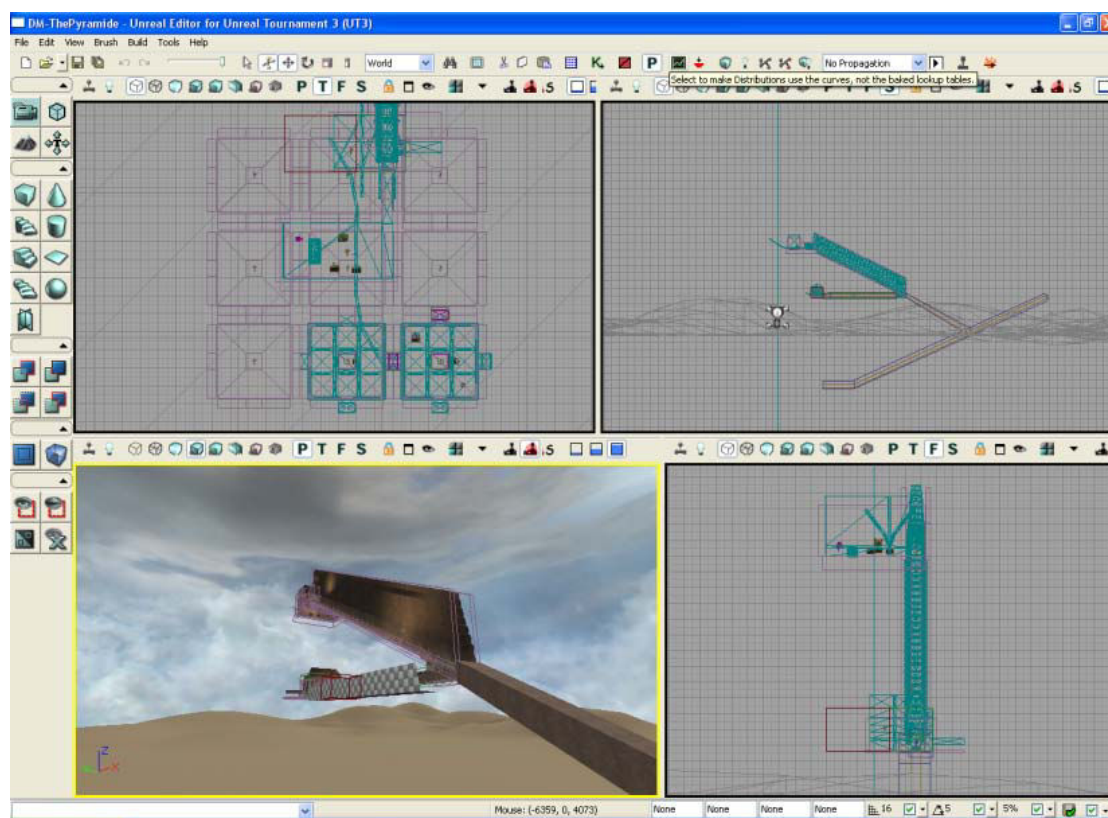 DM-ThePyramide - Unreal Editor for Unreal Tournament 3 (UT3)
File Edit View Brush Build Tools Help
World
P
No Propagation
Select to make Distributions use the curves, not the baked lookup tables.
P T F S
S
P T F S
S
P T F S
Z
X
Mouse: (-6359, 0, 4073) None None None None 16 5 5%